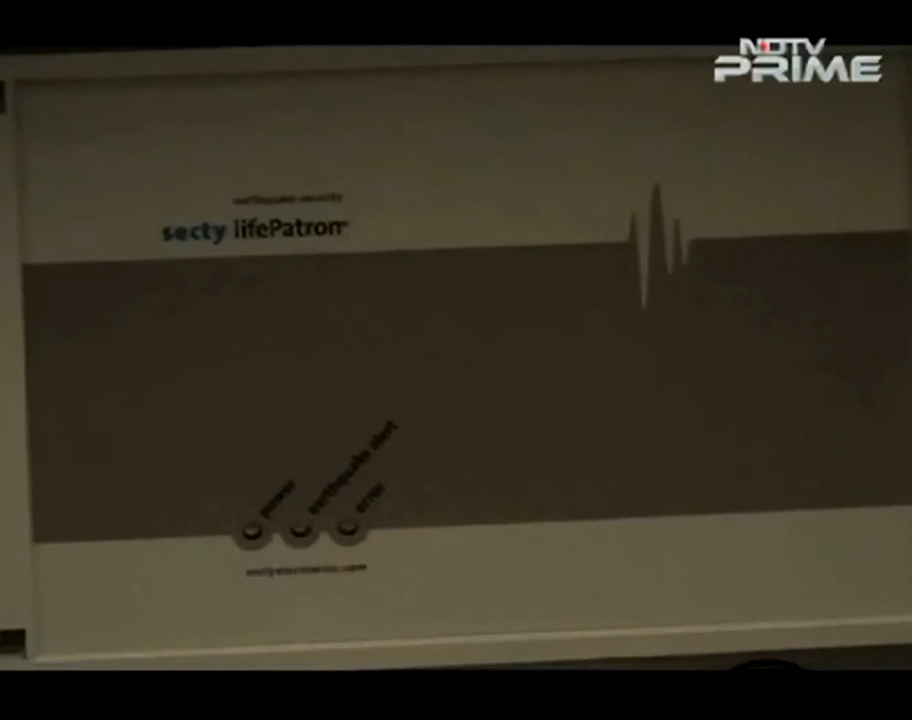 NDTV
PRIME
earthquake security
secty lifePatron
power
earthquake alert
error